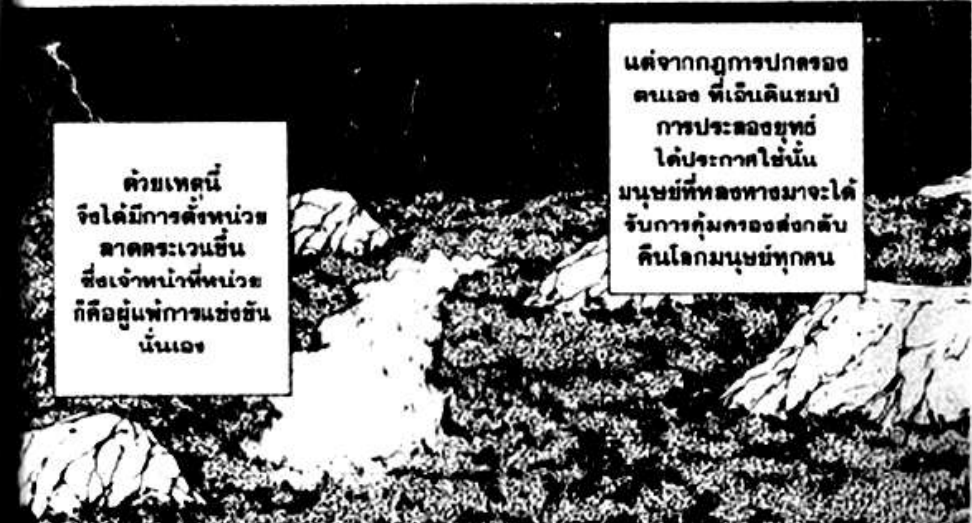 แต่จากกฎการปกครอง
ตนเอง ที่เอ็นคิแชมป์
การประลองยุทธ์
ได้ประกาศใช้นั้น
มนุษย์ที่หลงทางมาจะได้
รับการคุ้มครองส่งกลับ
คืนโลกมนุษย์ทุกคน
ด้วยเหตุนี้
จึงได้มีการตั้งหน่วย
ลาดตระเวนขึ้น
ซึ่งเจ้าหน้าที่หน่วย
ก็คือผู้แพ้การแข่งขัน
นั่นเอง